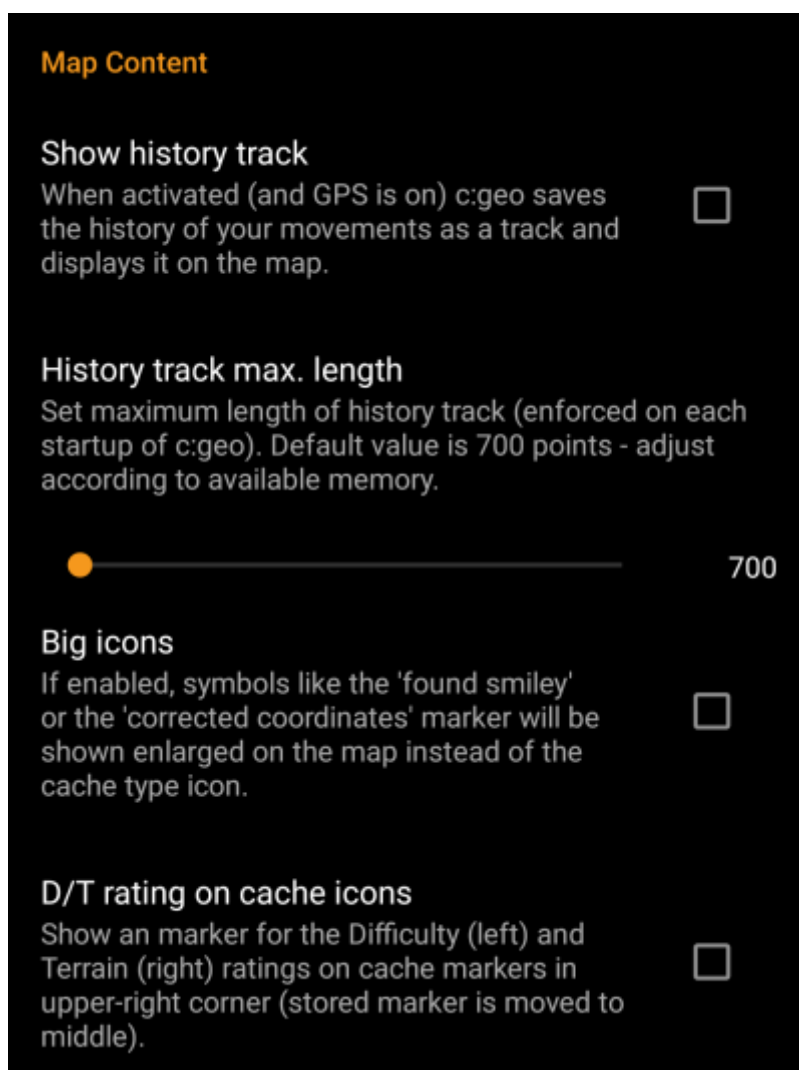 Map Content
Show history track
When activated (and GPS is on) c:geo saves
the history of your movements as a track and
displays it on the map.
History track max. length
Set maximum length of history track (enforced on each
startup of c:geo). Default value is 700 points - adjust
according to available memory.
700
Big icons
If enabled, symbols like the 'found smiley'
or the 'corrected coordinates' marker will be
shown enlarged on the map instead of the
cache type icon.
D/T rating on cache icons
Show an marker for the Difficulty (left) and
Terrain (right) ratings on cache markers in
upper-right corner (stored marker is moved to
middle).